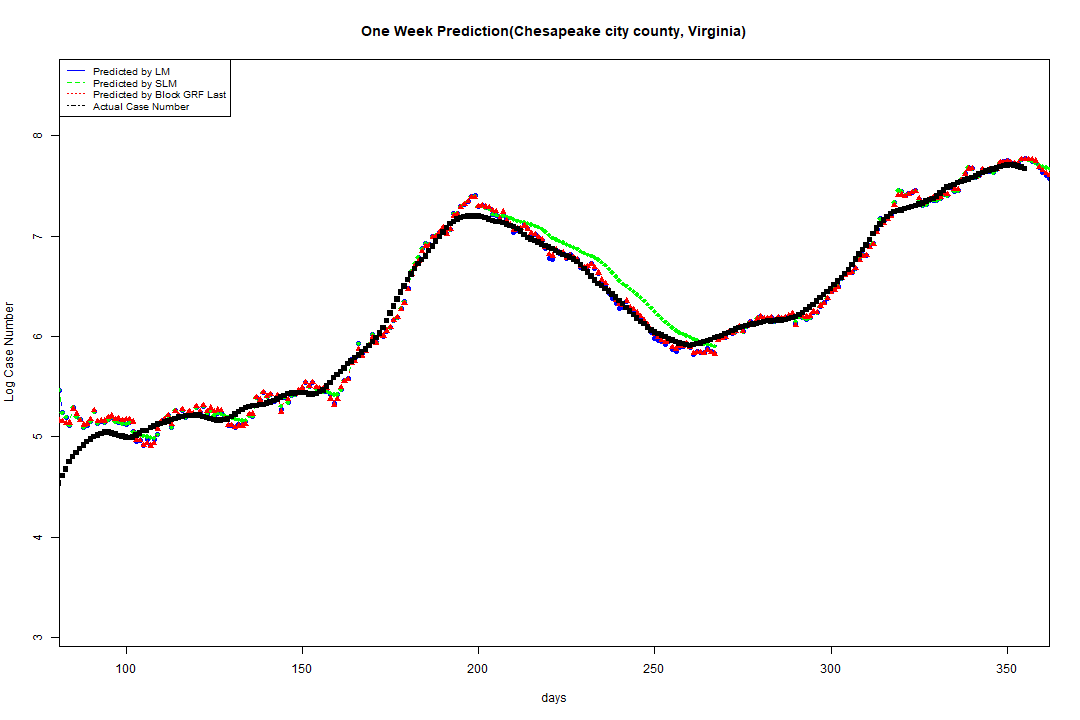 One Week Prediction(Chesapeake city county, Virginia)
Predicted by LM
Predicted by SLM
Predicted by Block GRF Last
Actual Case Number
8
7
6
5
4
3
Log Case Number
100 150 200 250 300 350
days